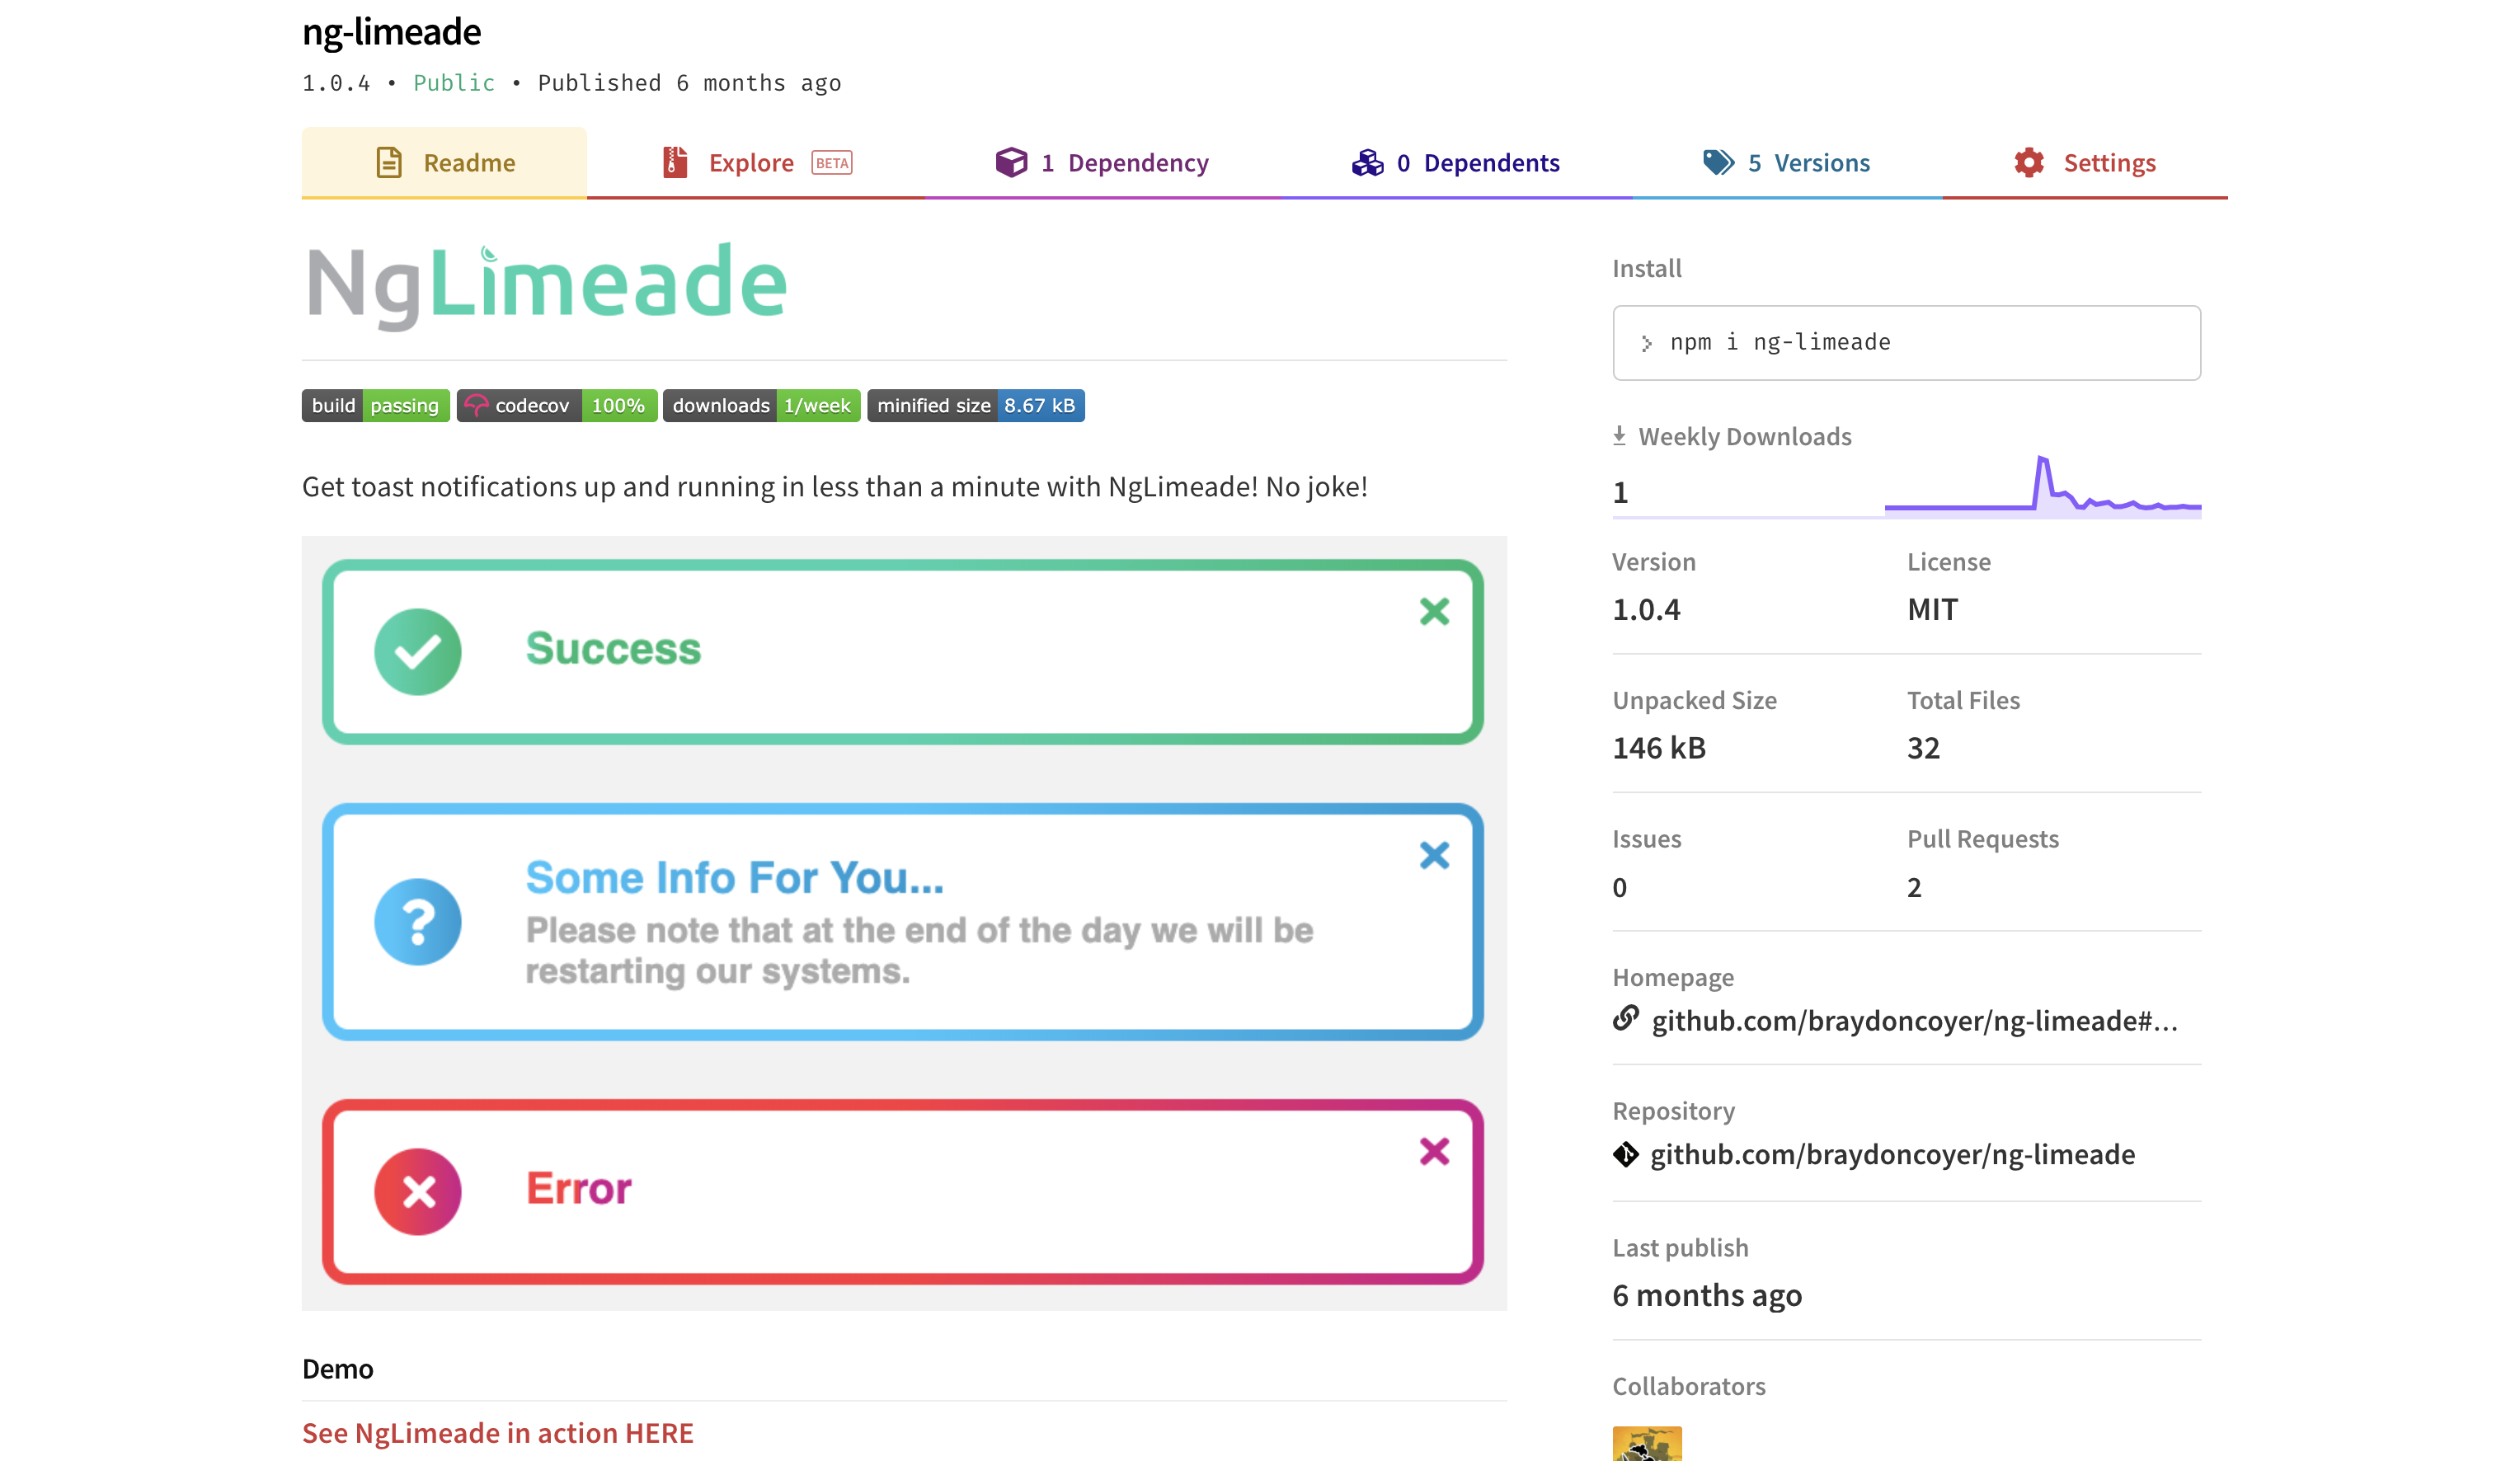 ng-limeade
1.0.4 • Public • Published 6 months ago
Readme
Explore BETA
1 Dependency
0 Dependents
5 Versions
Settings
NgLimeade
build passing
codecov 100%
downloads 1/week
minified size 8.67 kB
Get toast notifications up and running in less than a minute with NgLimeade! No joke!
Success
Some Info For You...
Please note that at the end of the day we will be
restarting our systems.
Error
Demo
See NgLimeade in action HERE
Install
npm i ng-limeade
Weekly Downloads
1
Version
1.0.4
License
MIT
Unpacked Size
146 kB
Total Files
32
Issues
0
Pull Requests
2
Homepage
github.com/braydoncoyer/ng-limeade#...
Repository
github.com/braydoncoyer/ng-limeade
Last publish
6 months ago
Collaborators